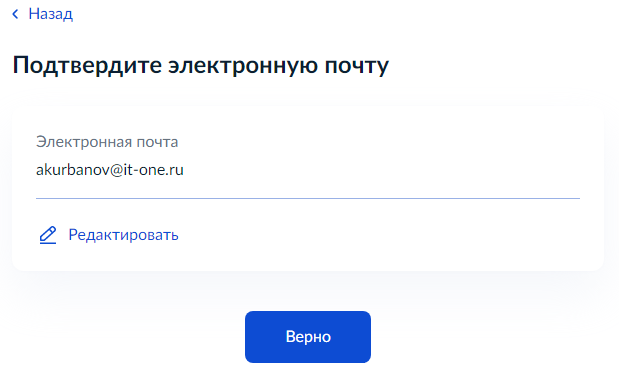 Назад
Подтвердите электронную почту
Электронная почта
akurbanov@it-one.ru
Редактировать
Верно